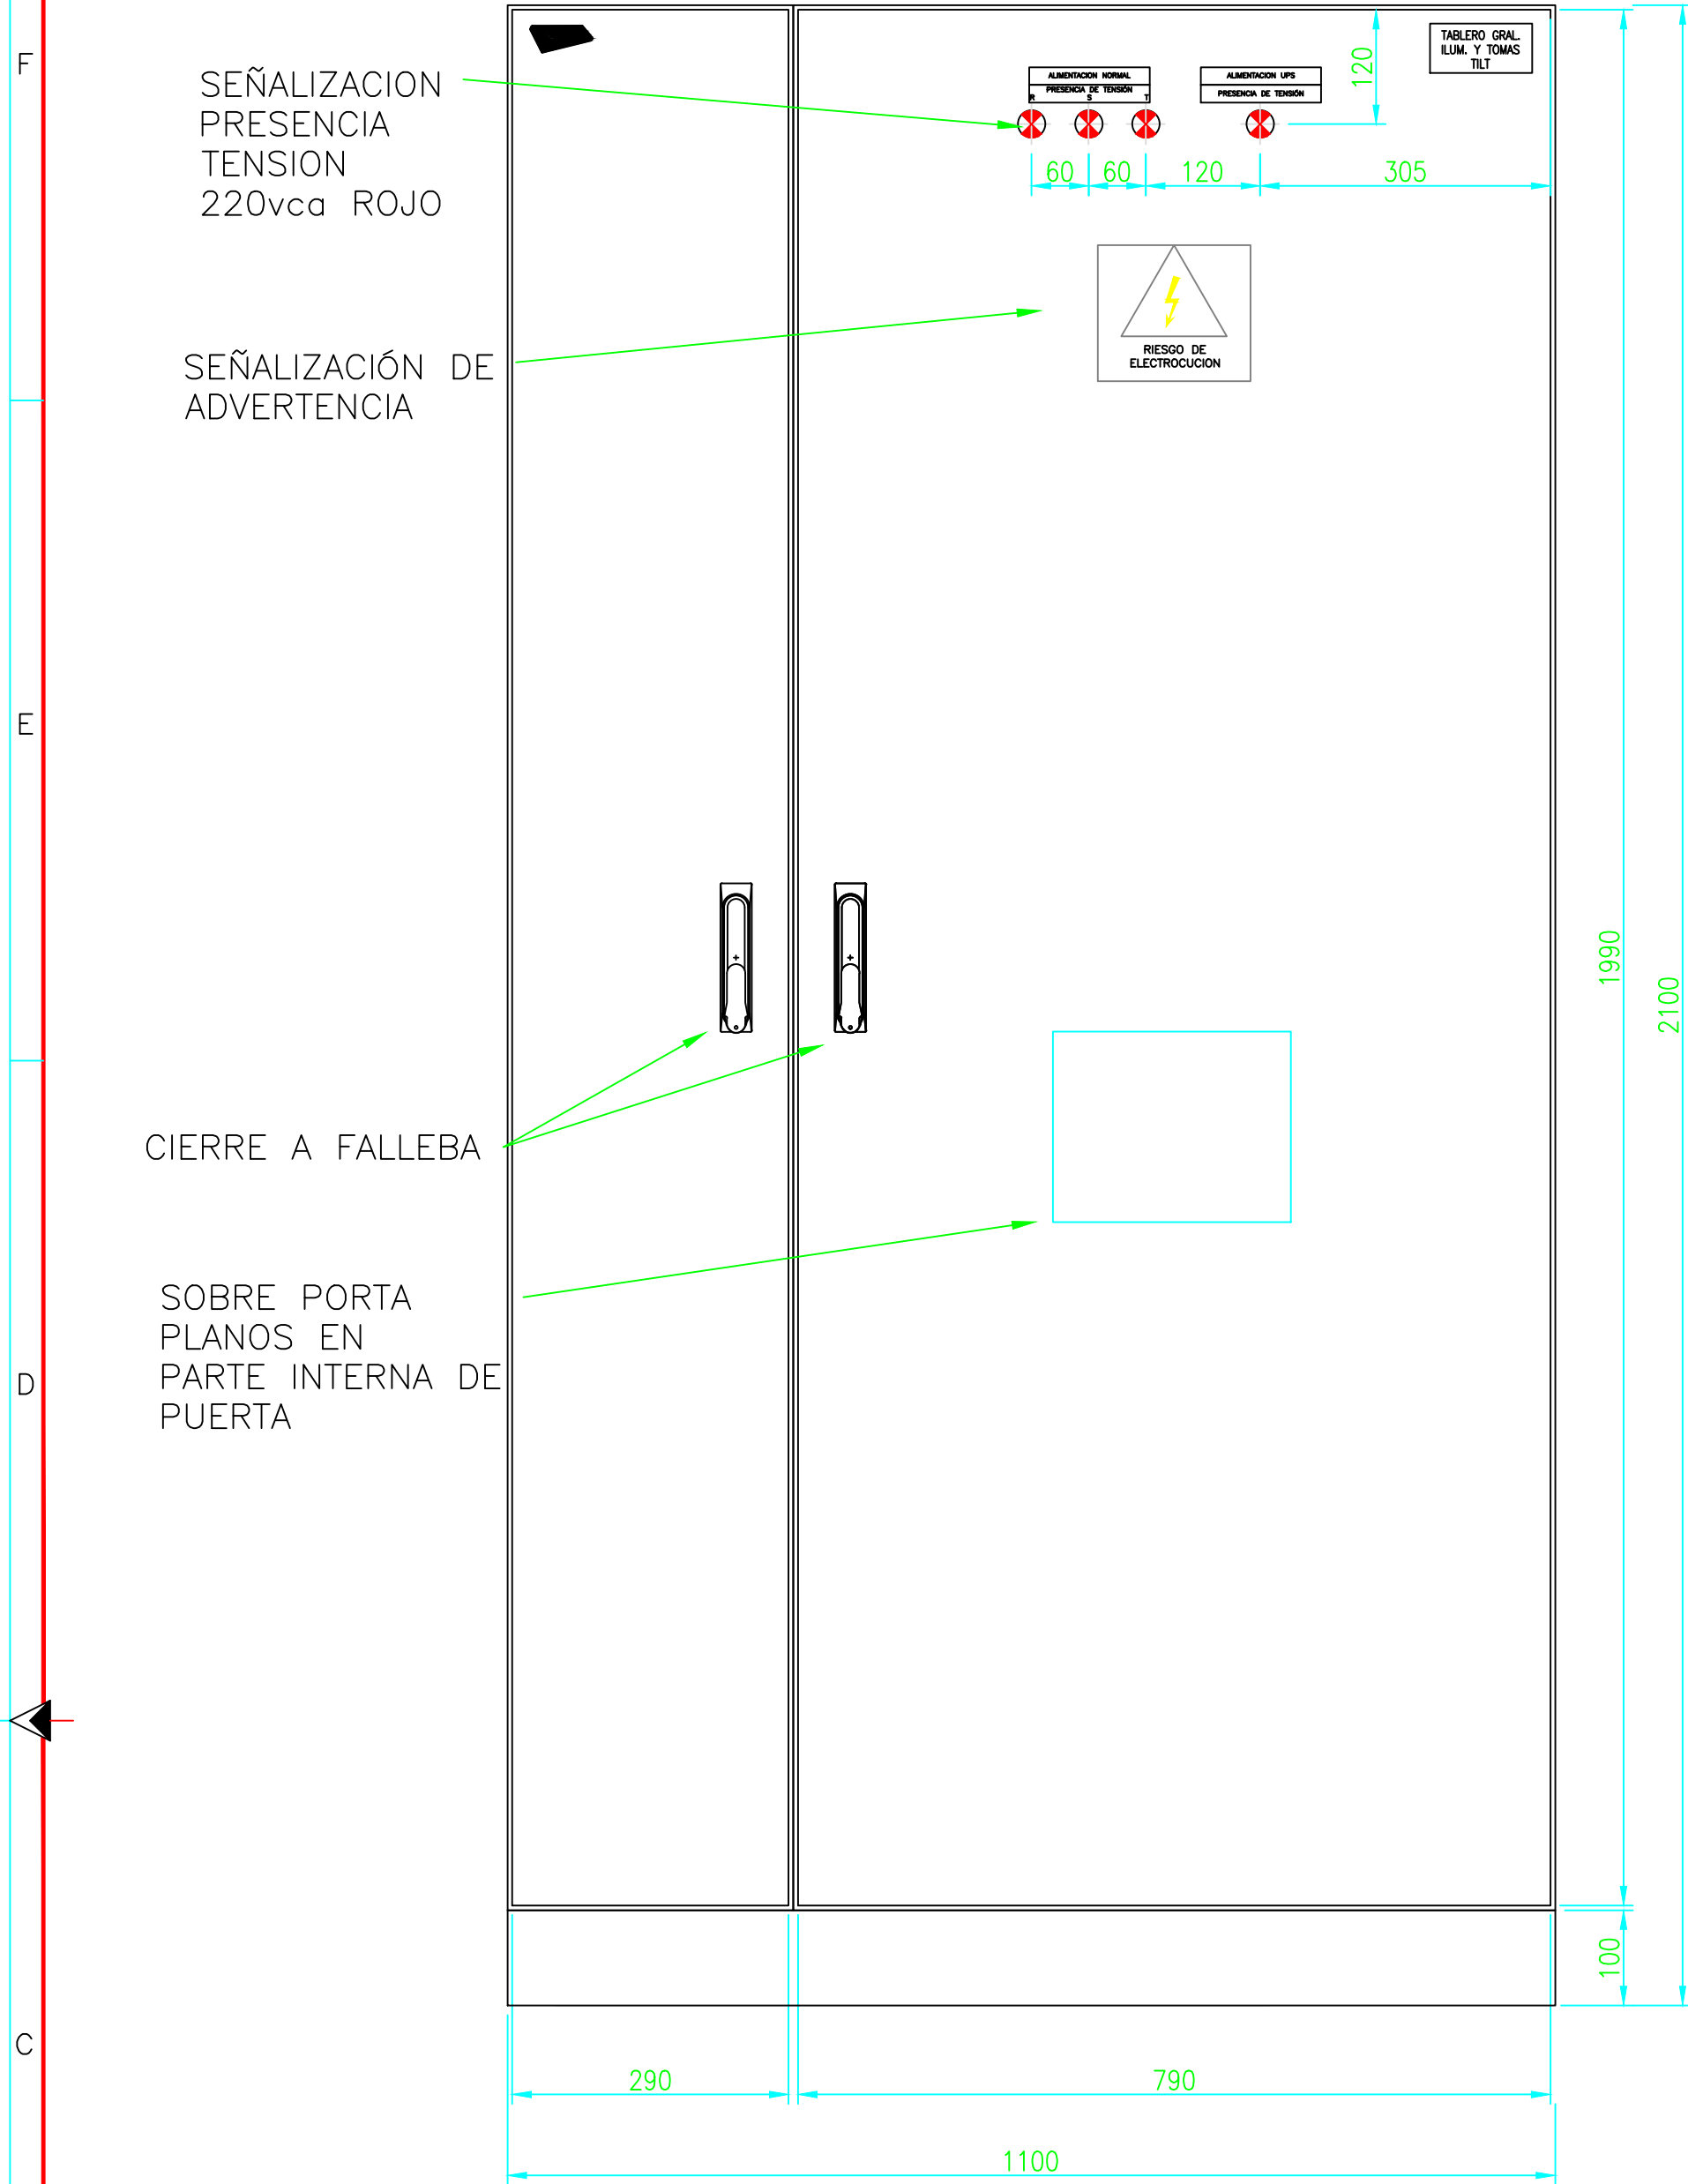 F
SEÑALIZACION
PRESENCIA
TENSION
220vca ROJO
ALIMENTACION NORMAL
PRESENCIA DE TENSIÓN
R S T
ALIMENTACION UPS
PRESENCIA DE TENSIÓN
TABLERO GRAL.
ILUM. Y TOMAS
TILT
120
60 60 120 305
SEÑALIZACIÓN DE
ADVERTENCIA
RIESGO DE
ELECTROCUCION
E
1990
2100
CIERRE A FALLEBA
SOBRE PORTA
PLANOS EN
PARTE INTERNA DE
PUERTA
D
100
C
290 790
1100